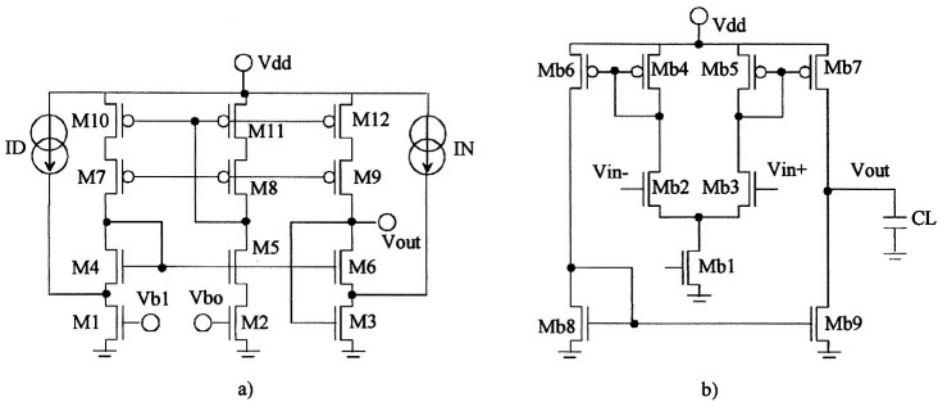 Vdd
M10
M11
M12
ID
IN
M7
M8
M9
Vout
M4
M5
M6
Vb1
Vbo
M1
M2
M3
a)
Vdd
Mb6
Mb4
Mb5
Mb7
Vin-
Mb2
Mb3
Vin+
Vout
CL
Mb1
Mb8
Mb9
b)